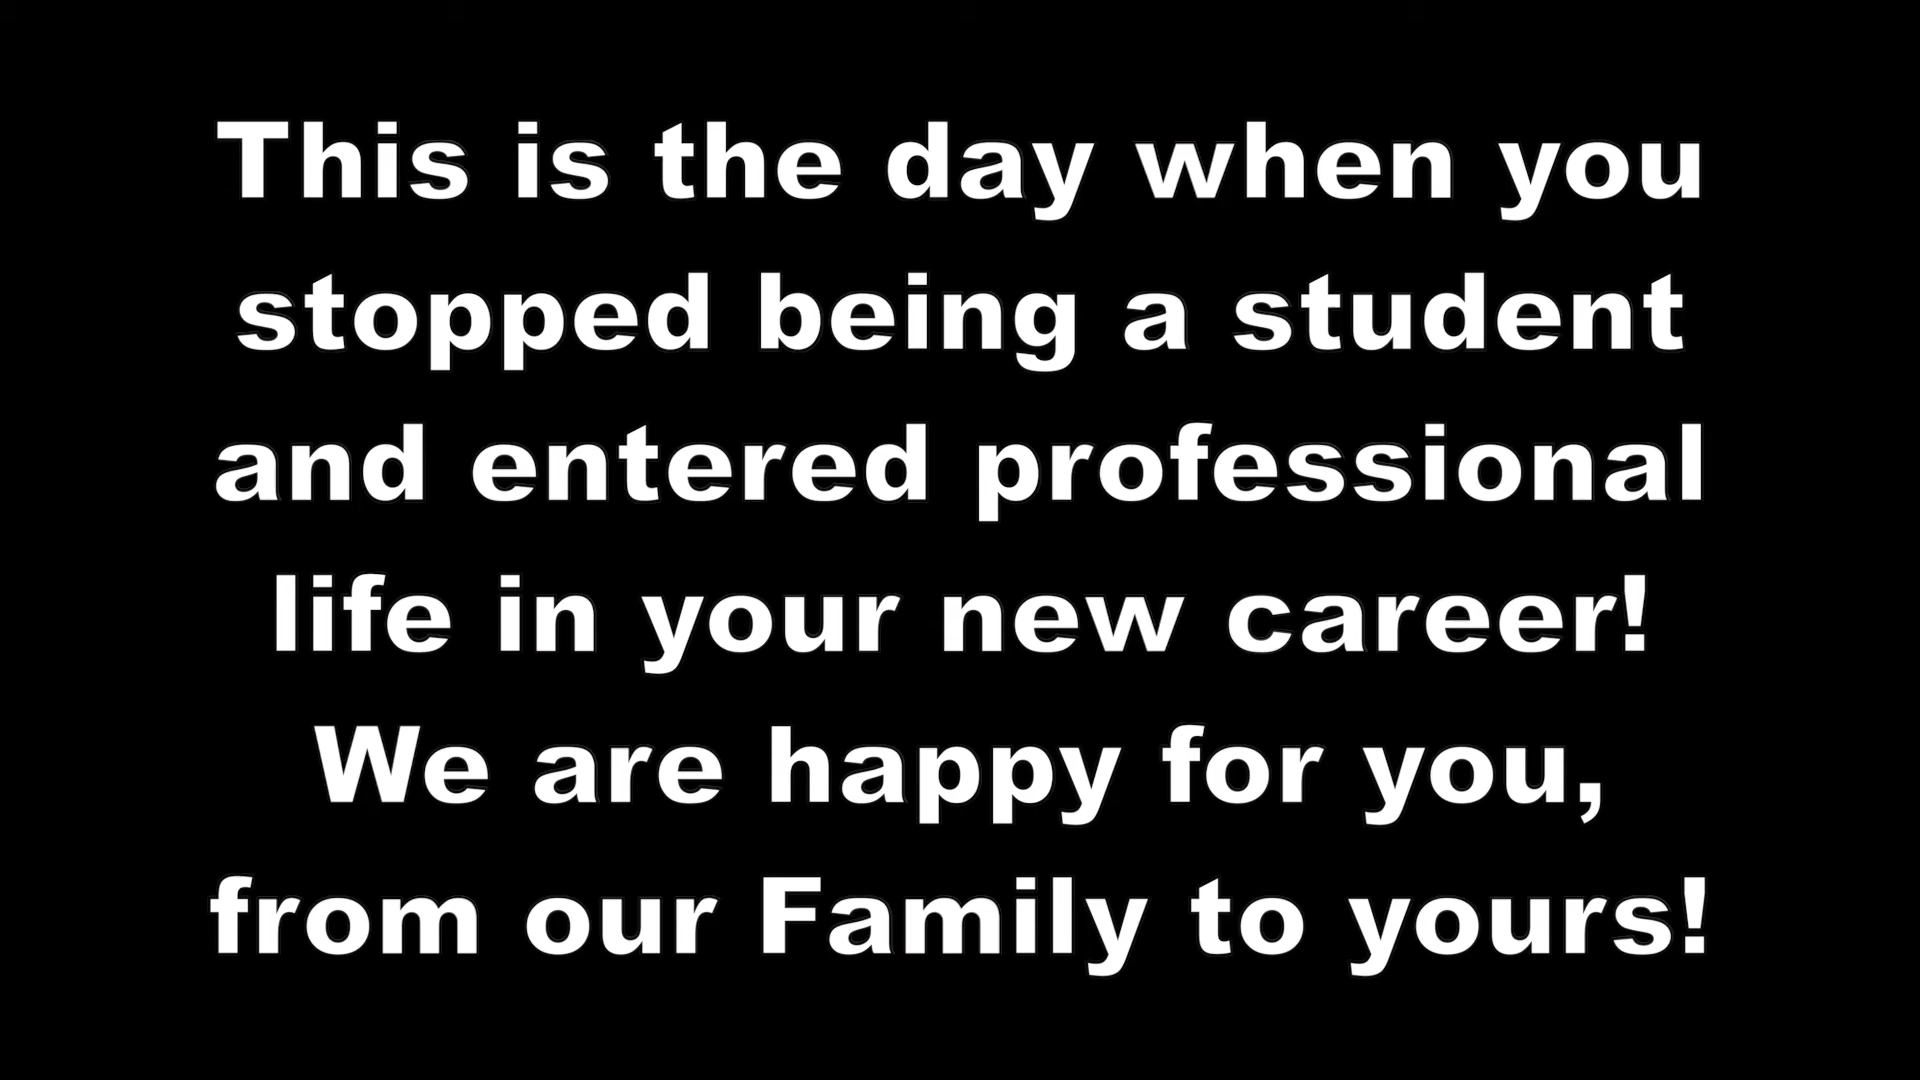 This is the day when you
stopped being a student
and entered professional
life in your new career!
We are happy for you,
from our Family to yours!